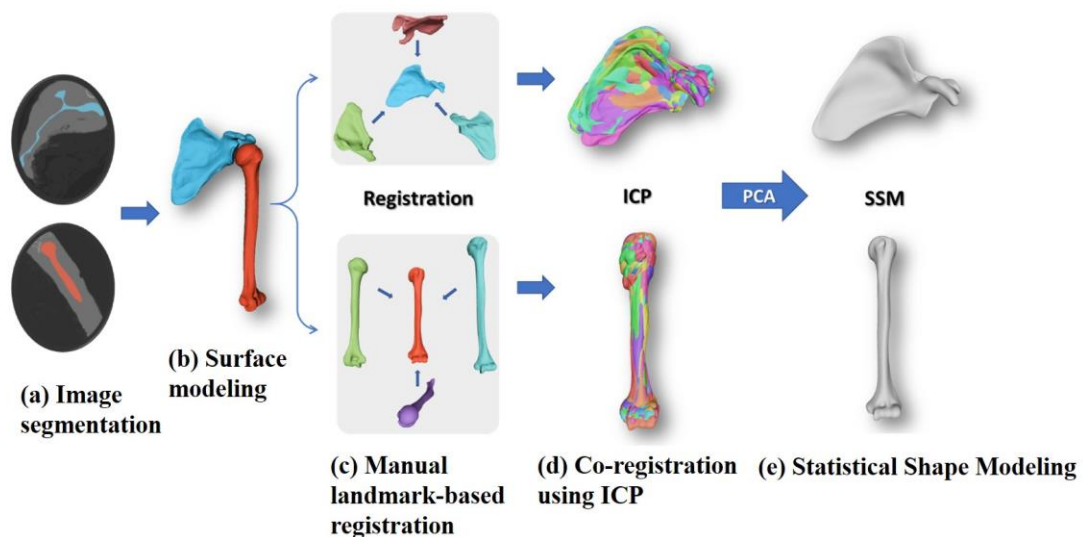 Registration
ICP
PCA
SSM
(a) Image
segmentation
(b) Surface
modeling
(c) Manual
landmark-based
registration
(d) Co-registration
using ICP
(e) Statistical Shape Modeling